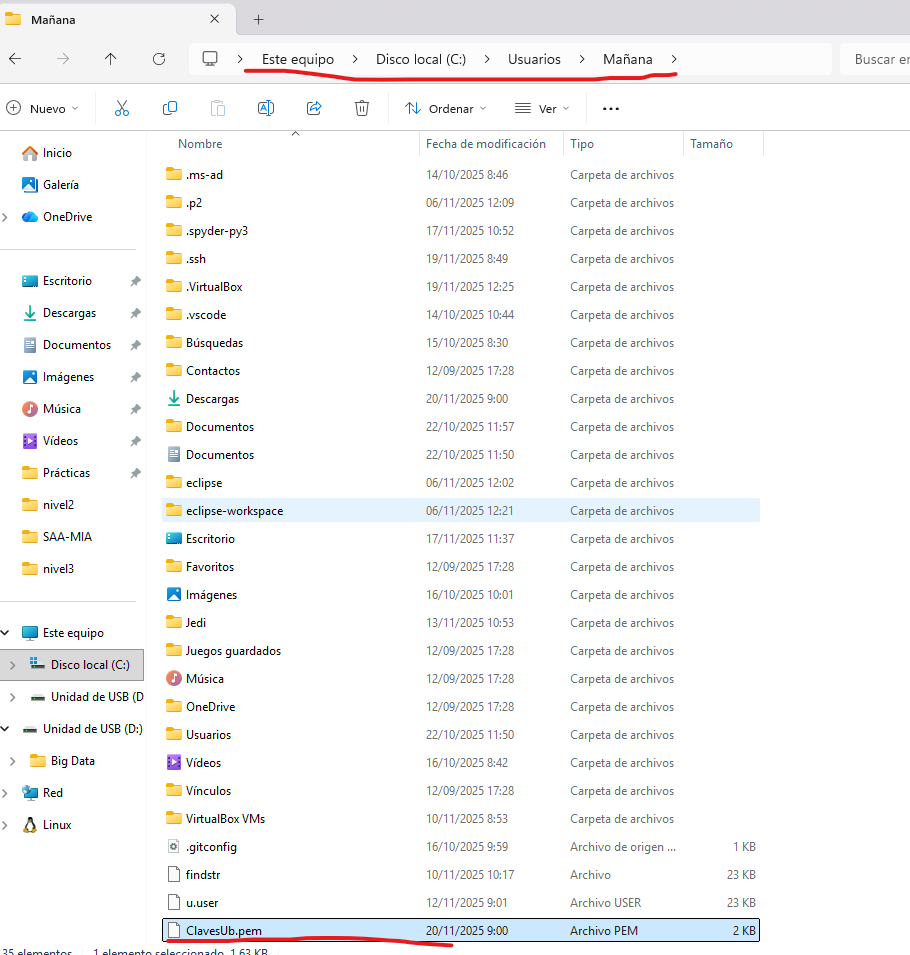 Mañana
Este equipo > Disco local (C:) > Usuarios > Mañana >
Buscar en
Nuevo
Ordenar
Ver
Nombre Fecha de modificación Tipo Tamaño
Inicio
Galería
OneDrive
Escritorio
Descargas
Documentos
Imágenes
Música
Vídeos
Prácticas
nivel2
SAA-MIA
nivel3
Este equipo
Disco local (C:)
Unidad de USB (D
Unidad de USB (D:)
Big Data
Red
Linux
.ms-ad 14/10/2025 8:46 Carpeta de archivos
.p2 06/11/2025 12:09 Carpeta de archivos
.spyder-py3 17/11/2025 10:52 Carpeta de archivos
.ssh 19/11/2025 8:49 Carpeta de archivos
.VirtualBox 19/11/2025 12:25 Carpeta de archivos
.vscode 14/10/2025 10:44 Carpeta de archivos
Búsquedas 15/10/2025 8:30 Carpeta de archivos
Contactos 12/09/2025 17:28 Carpeta de archivos
Descargas 20/11/2025 9:00 Carpeta de archivos
Documentos 22/10/2025 11:57 Carpeta de archivos
Documentos 22/10/2025 11:50 Carpeta de archivos
eclipse 06/11/2025 12:02 Carpeta de archivos
eclipse-workspace 06/11/2025 12:21 Carpeta de archivos
Escritorio 17/11/2025 11:37 Carpeta de archivos
Favoritos 12/09/2025 17:28 Carpeta de archivos
Imágenes 16/10/2025 10:01 Carpeta de archivos
Jedi 13/11/2025 10:53 Carpeta de archivos
Juegos guardados 12/09/2025 17:28 Carpeta de archivos
Música 12/09/2025 17:28 Carpeta de archivos
OneDrive 12/09/2025 17:28 Carpeta de archivos
Usuarios 22/10/2025 11:50 Carpeta de archivos
Vídeos 16/10/2025 8:42 Carpeta de archivos
Vínculos 12/09/2025 17:28 Carpeta de archivos
VirtualBox VMs 10/11/2025 8:53 Carpeta de archivos
.gitconfig 16/10/2025 9:59 Archivo de origen ... 1 KB
findstr 10/11/2025 10:17 Archivo 23 KB
u.user 12/11/2025 9:01 Archivo USER 23 KB
ClavesUb.pem 20/11/2025 9:00 Archivo PEM 2 KB
35 elementos 1 elemento seleccionado 1,63 KB